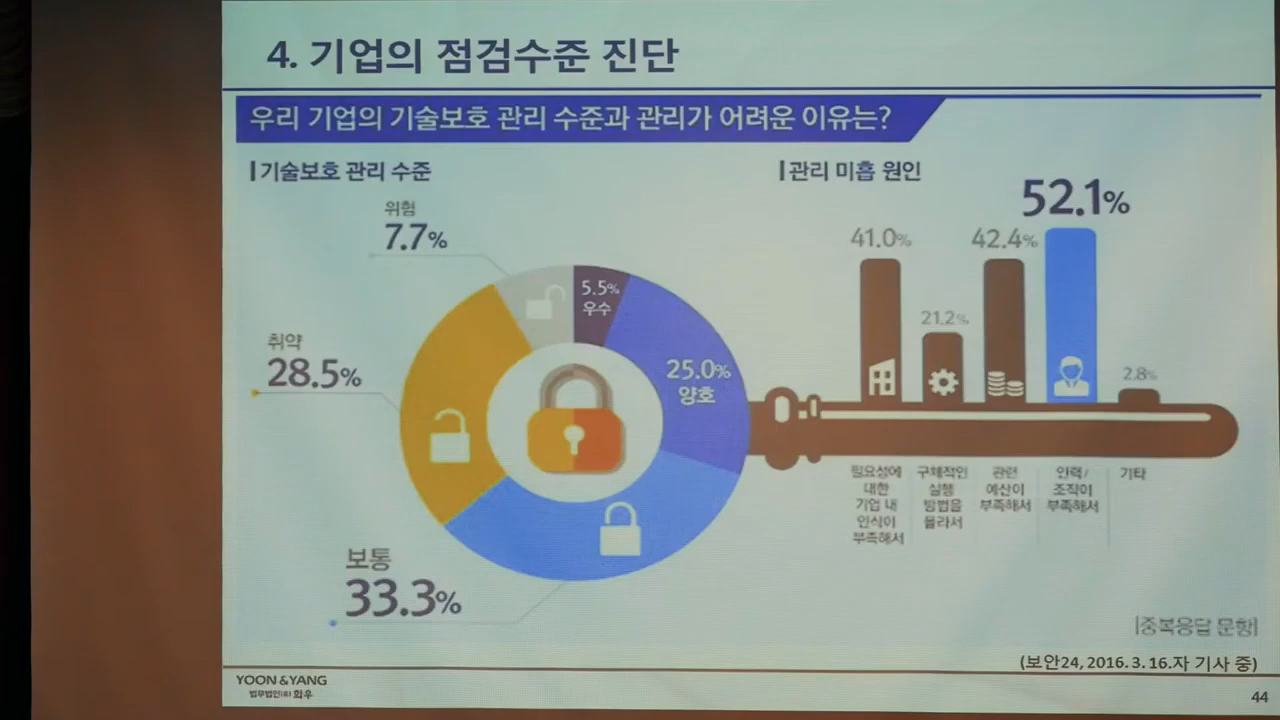 4. 기업의 점검수준 진단
우리 기업의 기술보호 관리 수준과 관리가 어려운 이유는?
기술보호 관리 수준
위험
7.7%
5.5%
우수
25.0%
양호
취약
28.5%
보통
33.3%
관리 미흡 원인
41.0%
21.2%
42.4%
52.1%
2.8%
필요성에
대한
기업 내
인식이
부족해서
구체적인
실행
방법을
몰라서
관련
예산이
부족해서
인력/
조직이
부족해서
기타
|중복응답 문항|
(보안24, 2016. 3. 16.자 기사 중)
YOON & YANG
법무법인(유) 화우
44